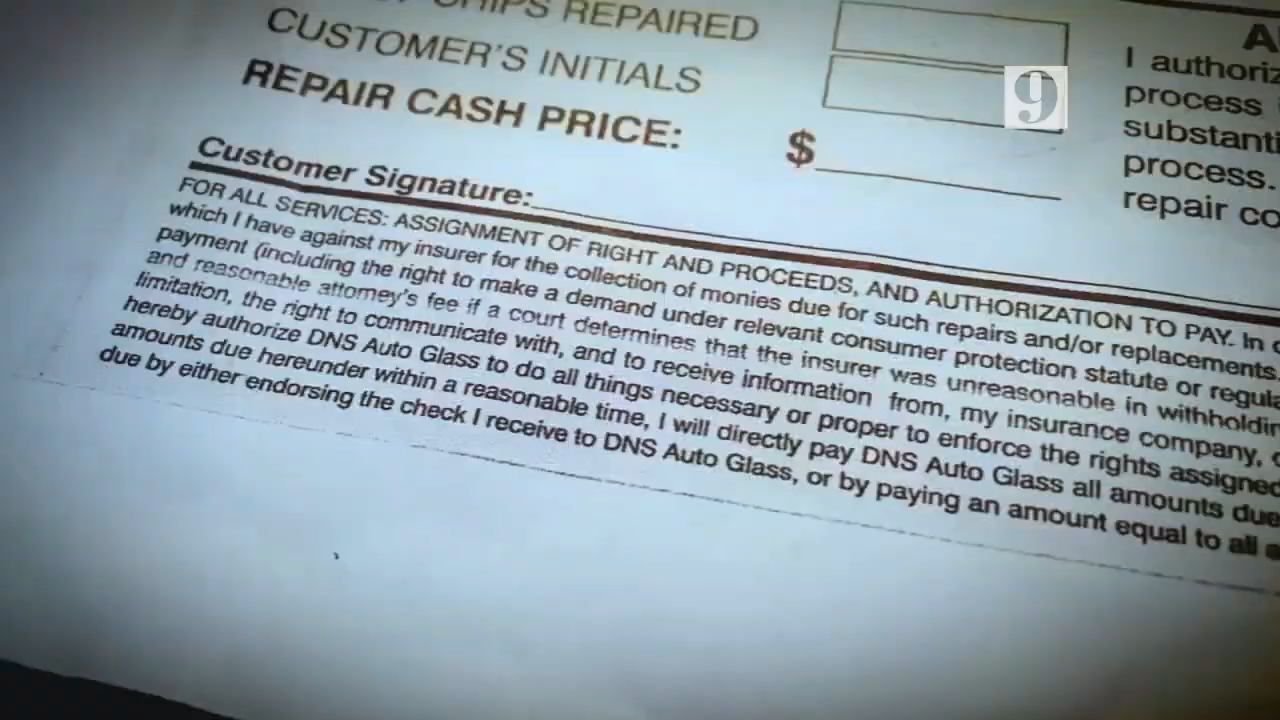 CHIPS REPAIRED
CUSTOMER'S INITIALS
REPAIR CASH PRICE:
$
Customer Signature:
FOR ALL SERVICES: ASSIGNMENT OF RIGHT AND PROCEEDS, AND AUTHORIZATION TO PAY. In
which I have against my insurer for the collection of monies due for such repairs and/or replacements.
payment (including the right to make a demand under relevant consumer protection statute or regula
and reasonable attorney's fee if a court determines that the insurer was unreasonable in withholdin
limitation, the right to communicate with, and to receive information from, my insurance company,
hereby authorize DNS Auto Glass to do all things necessary or proper to enforce the rights assigned
amounts due hereunder within a reasonable time, I will directly pay DNS Auto Glass all amounts due
due by either endorsing the check I receive to DNS Auto Glass, or by paying an amount equal to all a
A
I authoriz
process
substanti
process.
repair co
9